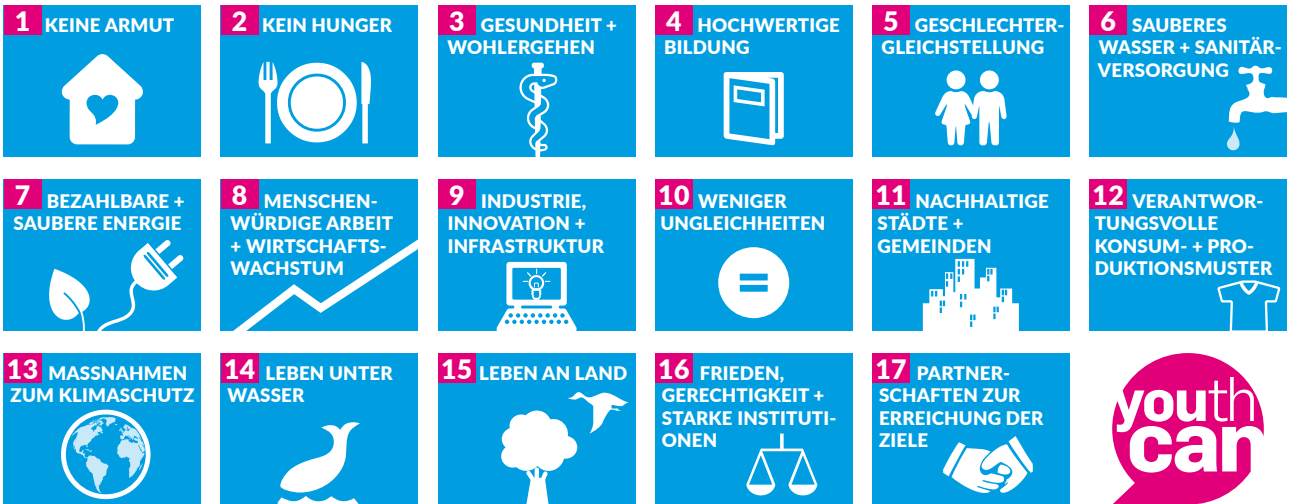 1 KEINE ARMUT
2 KEIN HUNGER
3 GESUNDHEIT +
WOHLERGEHEN
4 HOCHWERTIGE
BILDUNG
5 GESCHLECHTER-
GLEICHSTELLUNG
6 SAUBERES
WASSER + SANITÄR-
VERSORGUNG
7 BEZAHLBARE +
SAUBERE ENERGIE
8 MENSCHEN-
WÜRDIGE ARBEIT
+ WIRTSCHAFTS-
WACHSTUM
9 INDUSTRIE,
INNOVATION +
INFRASTRUKTUR
10 WENIGER
UNGLEICHHEITEN
=
11 NACHHALTIGE
STÄDTE +
GEMEINDEN
12 VERANTWOR-
TUNGSVOLLE
KONSUM- + PRO-
DUKTIONSMUSTER
13 MASSNAHMEN
ZUM KLIMASCHUTZ
14 LEBEN UNTER
WASSER
15 LEBEN AN LAND
16 FRIEDEN,
GERECHTIGKEIT +
STARKE INSTITUTI-
ONEN
17 PARTNER-
SCHAFTEN ZUR
ERREICHUNG DER
ZIELE
youth
can